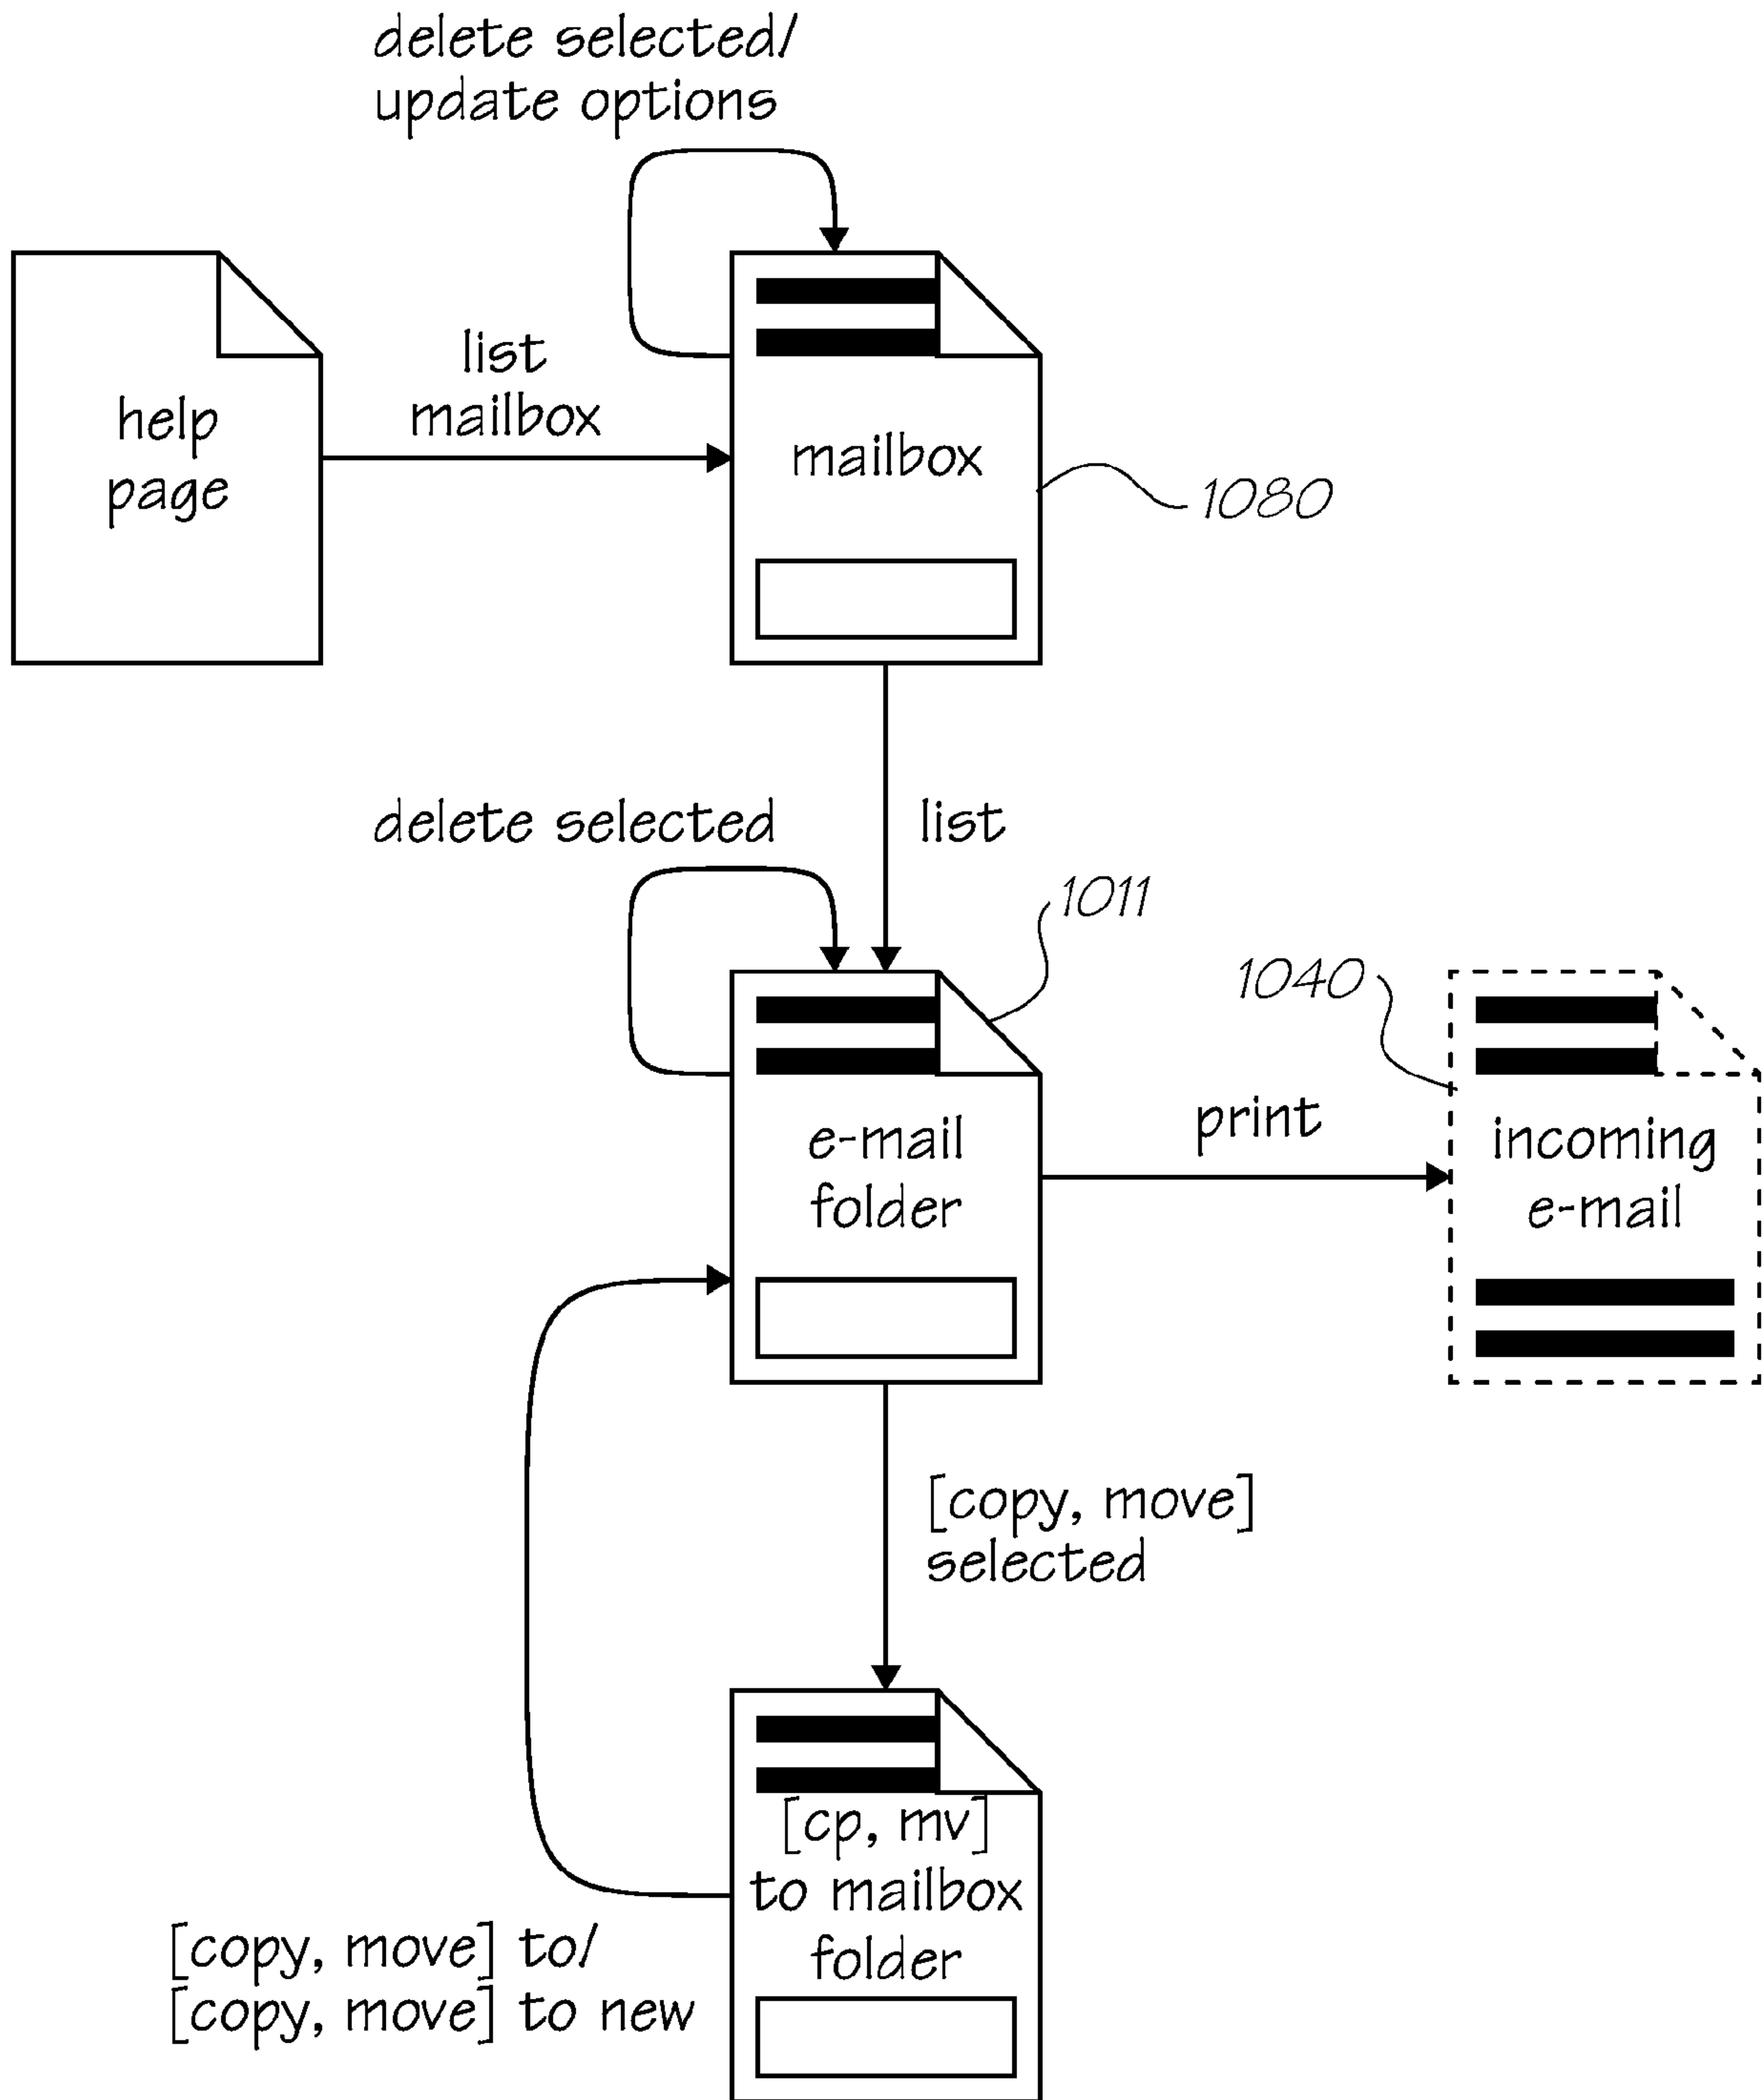 delete selected/
update options
help
page
list
mailbox
mailbox
1080
delete selected
list
1011
1040
e-mail
folder
print
incoming
e-mail
[copy, move]
selected
[cp, mv]
to mailbox
folder
[copy, move] to/
[copy, move] to new